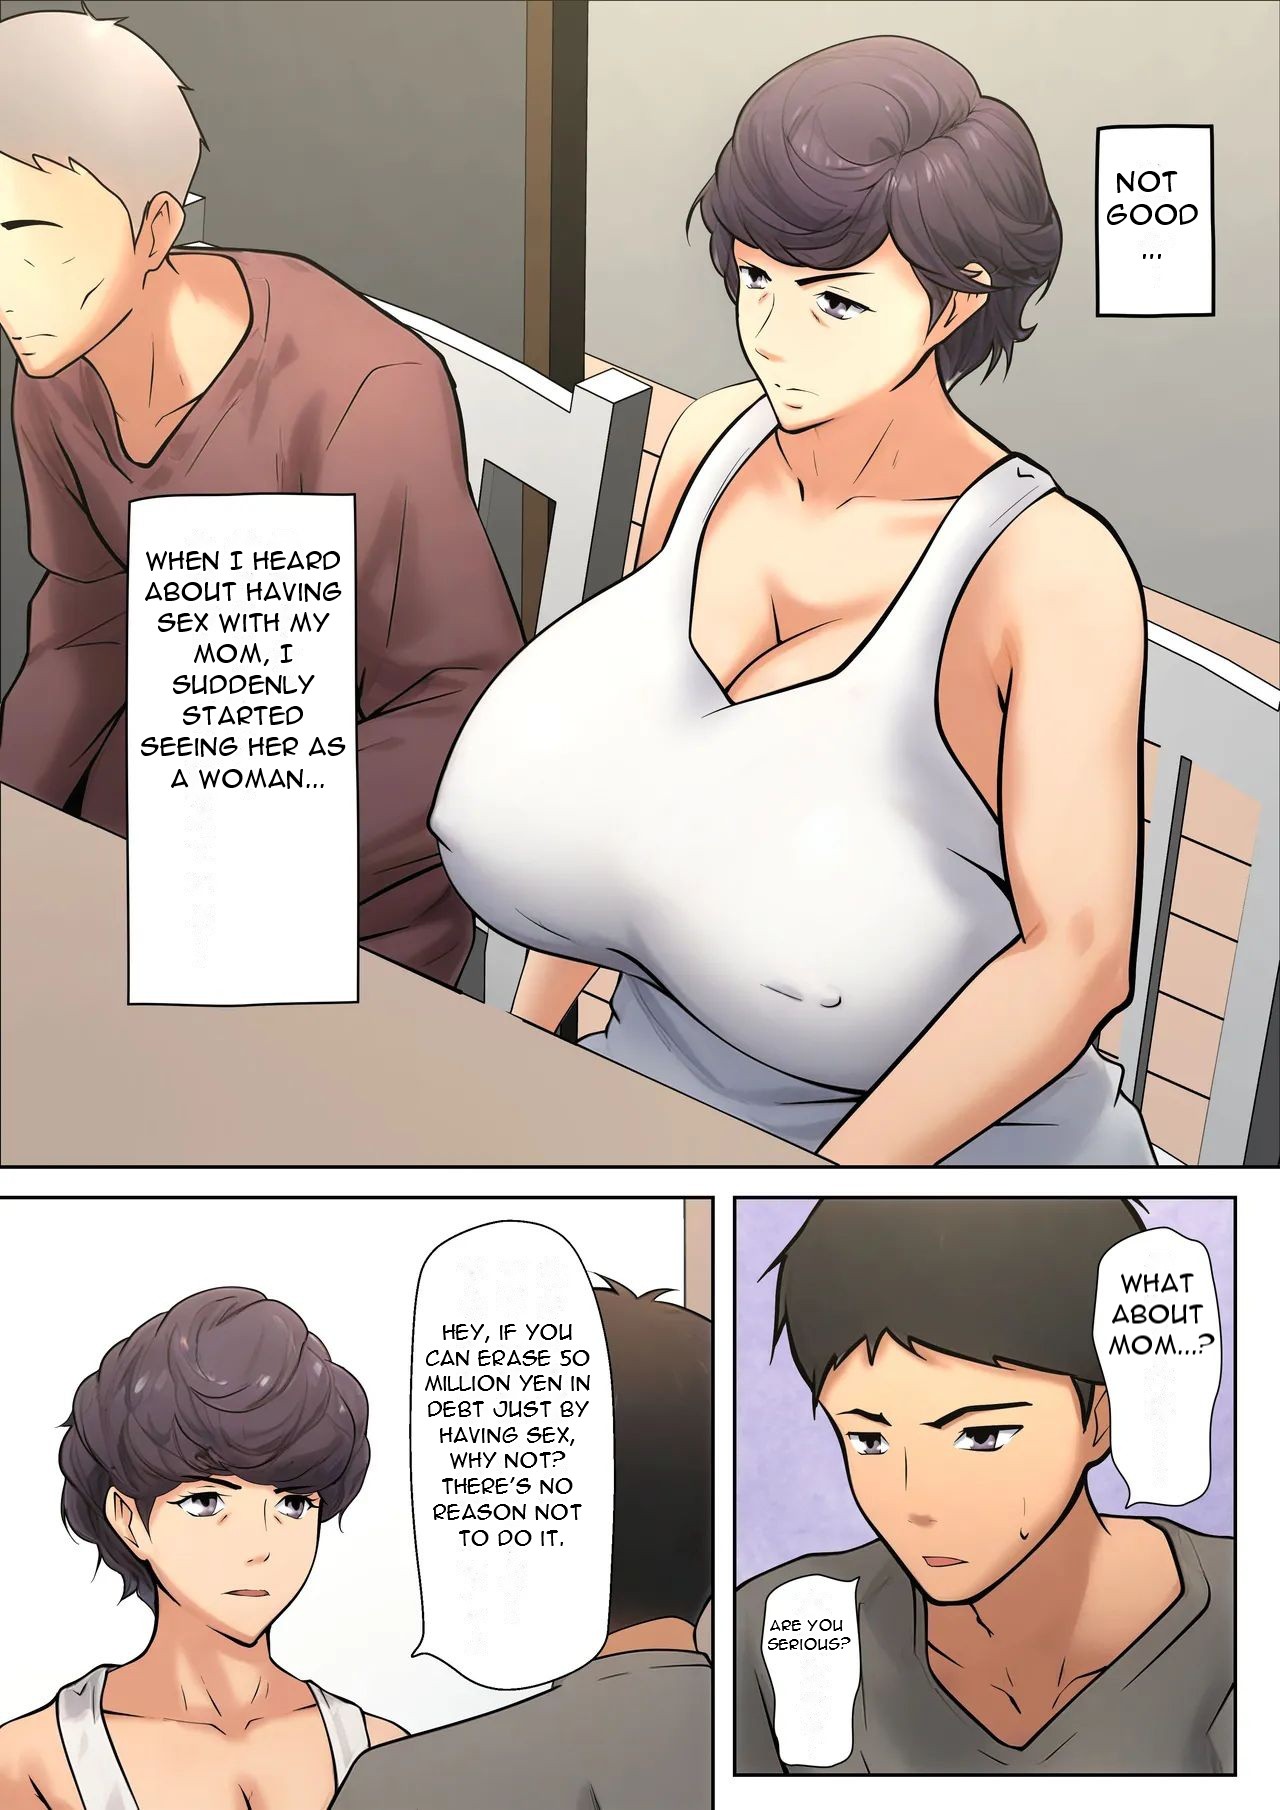 NOT
GOOD
...
WHEN I HEARD
ABOUT HAVING
SEX WITH MY
MOM, I
SUDDENLY
STARTED
SEEING HER AS
A WOMAN...
WHAT
ABOUT
MOM...?
ARE YOU
SERIOUS?
HEY, IF YOU
CAN ERASE 50
MILLION YEN IN
DEBT JUST BY
HAVING SEX,
WHY NOT?
THERE'S NO
REASON NOT
TO DO IT.